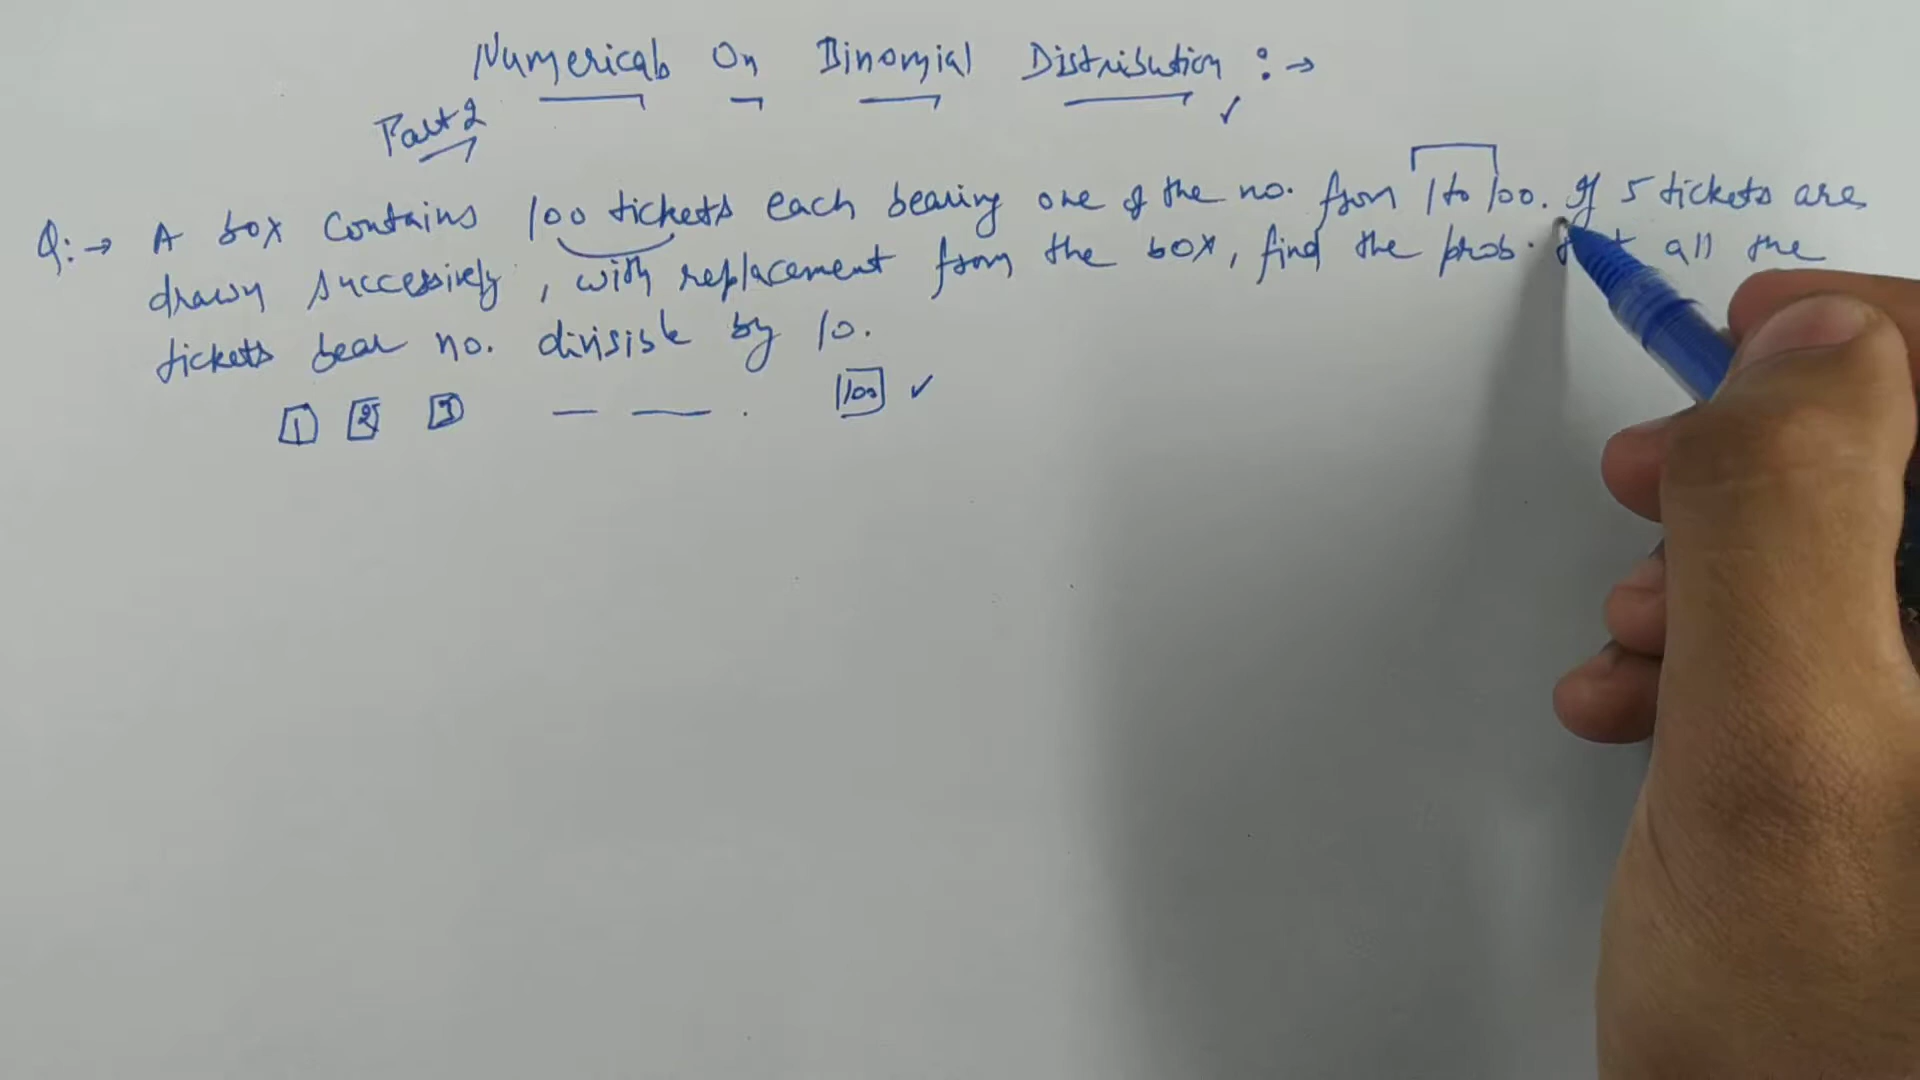 Numericals On Binomial Distribution :→
Part 2
Q:→ A box contains 100 tickets each bearing one of the no. from 1 to 100. If 5 tickets are
drawn successively, with replacement from the box, find the prob. all the
tickets bear no. divisible by 10.
1 2 3 — — . 100 ✓